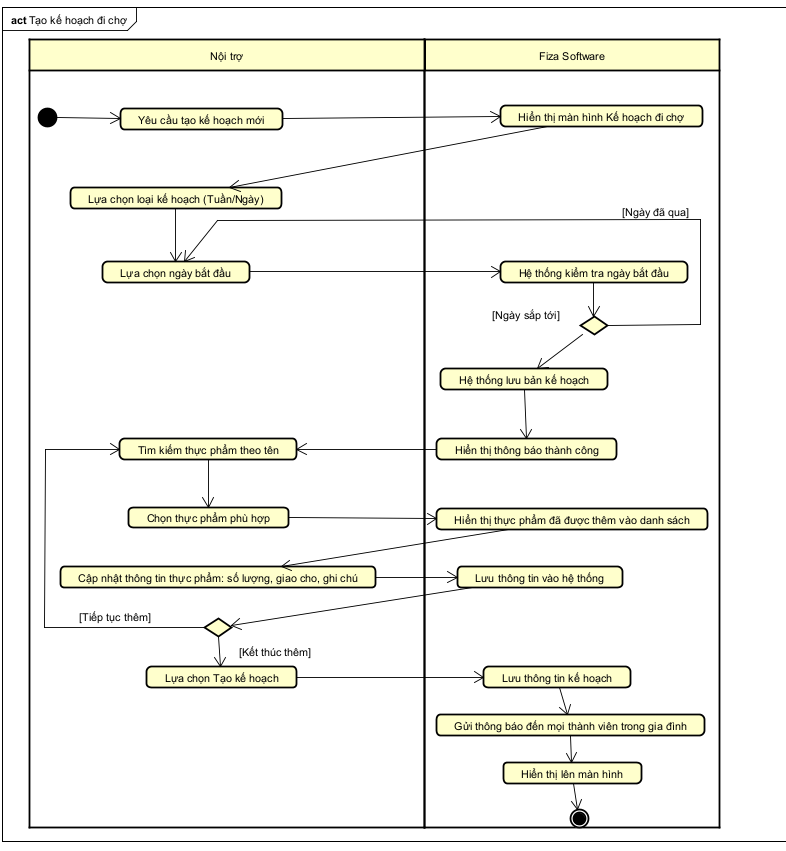 act Tạo kế hoạch đi chợ
Nội trợ
Fiza Software
Yêu cầu tạo kế hoạch mới
Hiển thị màn hình Kế hoạch đi chợ
Lựa chọn loại kế hoạch (Tuần/Ngày)
[Ngày đã qua]
Lựa chọn ngày bắt đầu
Hệ thống kiểm tra ngày bắt đầu
[Ngày sắp tới]
Hệ thống lưu bản kế hoạch
Tìm kiếm thực phẩm theo tên
Hiển thị thông báo thành công
Chọn thực phẩm phù hợp
Hiển thị thực phẩm đã được thêm vào danh sách
Cập nhật thông tin thực phẩm: số lượng, giao cho, ghi chú
Lưu thông tin vào hệ thống
[Tiếp tục thêm]
[Kết thúc thêm]
Lựa chọn Tạo kế hoạch
Lưu thông tin kế hoạch
Gửi thông báo đến mọi thành viên trong gia đình
Hiển thị lên màn hình